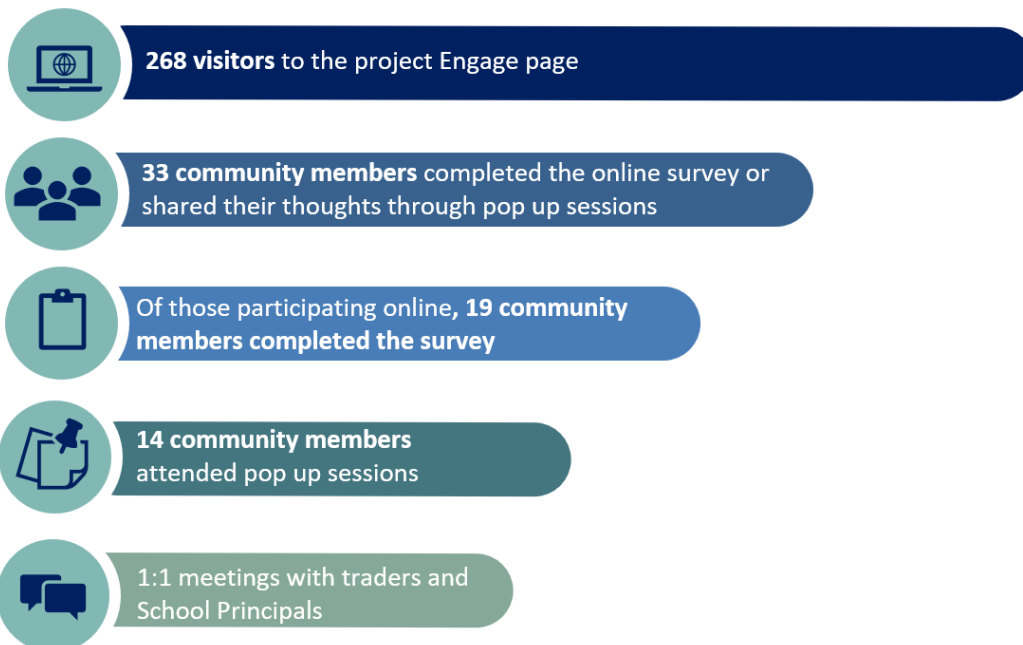 268 visitors to the project Engage page
33 community members completed the online survey or
shared their thoughts through pop up sessions
Of those participating online, 19 community
members completed the survey
14 community members
attended pop up sessions
1:1 meetings with traders and
School Principals